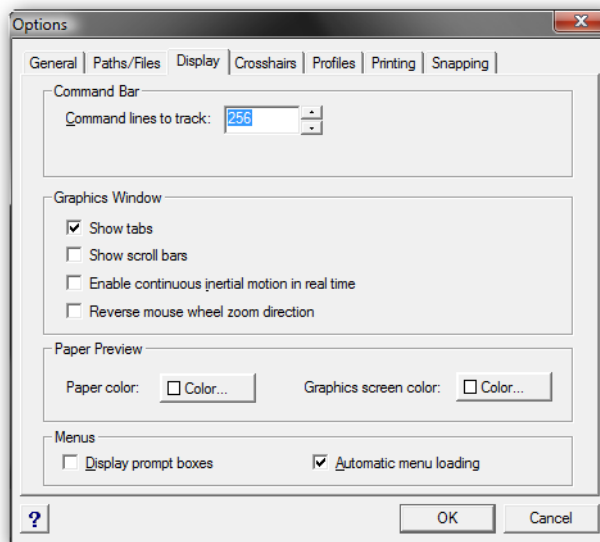 Options
General Paths/Files Display Crosshairs Profiles Printing Snapping
Command Bar
Command lines to track: 256
Graphics Window
Show tabs
Show scroll bars
Enable continuous inertial motion in real time
Reverse mouse wheel zoom direction
Paper Preview
Paper color: Color... Graphics screen color: Color...
Menus
Display prompt boxes Automatic menu loading
? OK Cancel